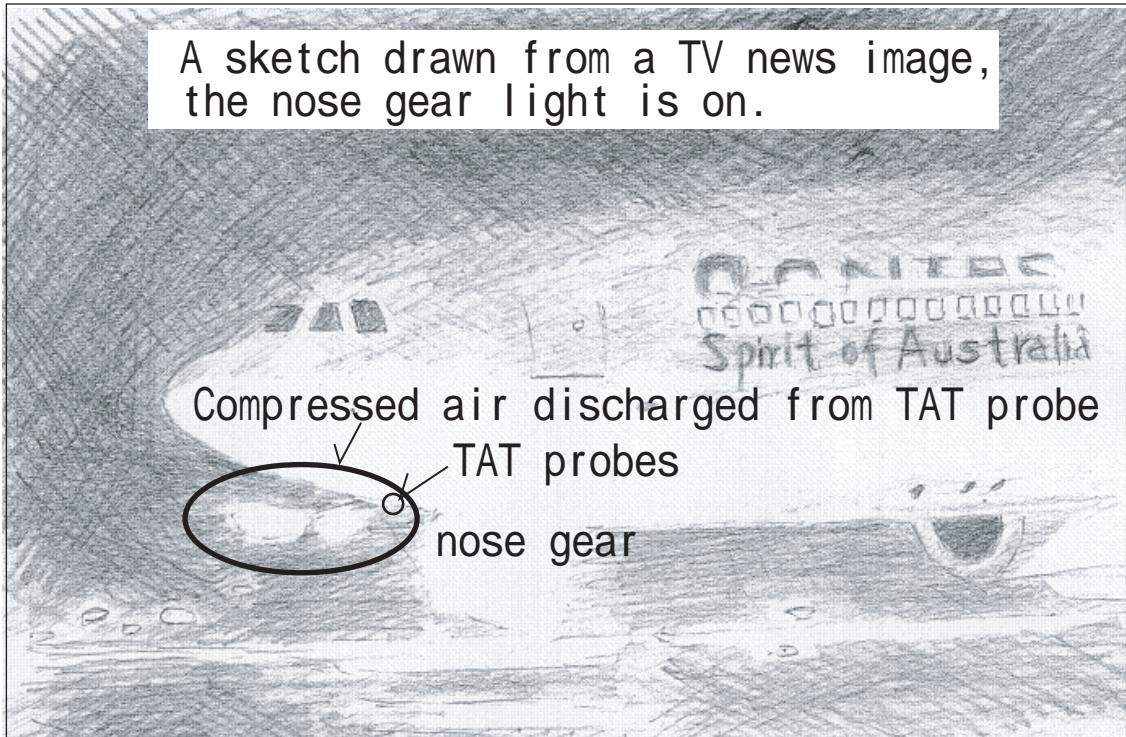 A sketch drawn from a TV news image,
the nose gear light is on.
QANTAS
Spirit of Australia
Compressed air discharged from TAT probe
TAT probes
nose gear